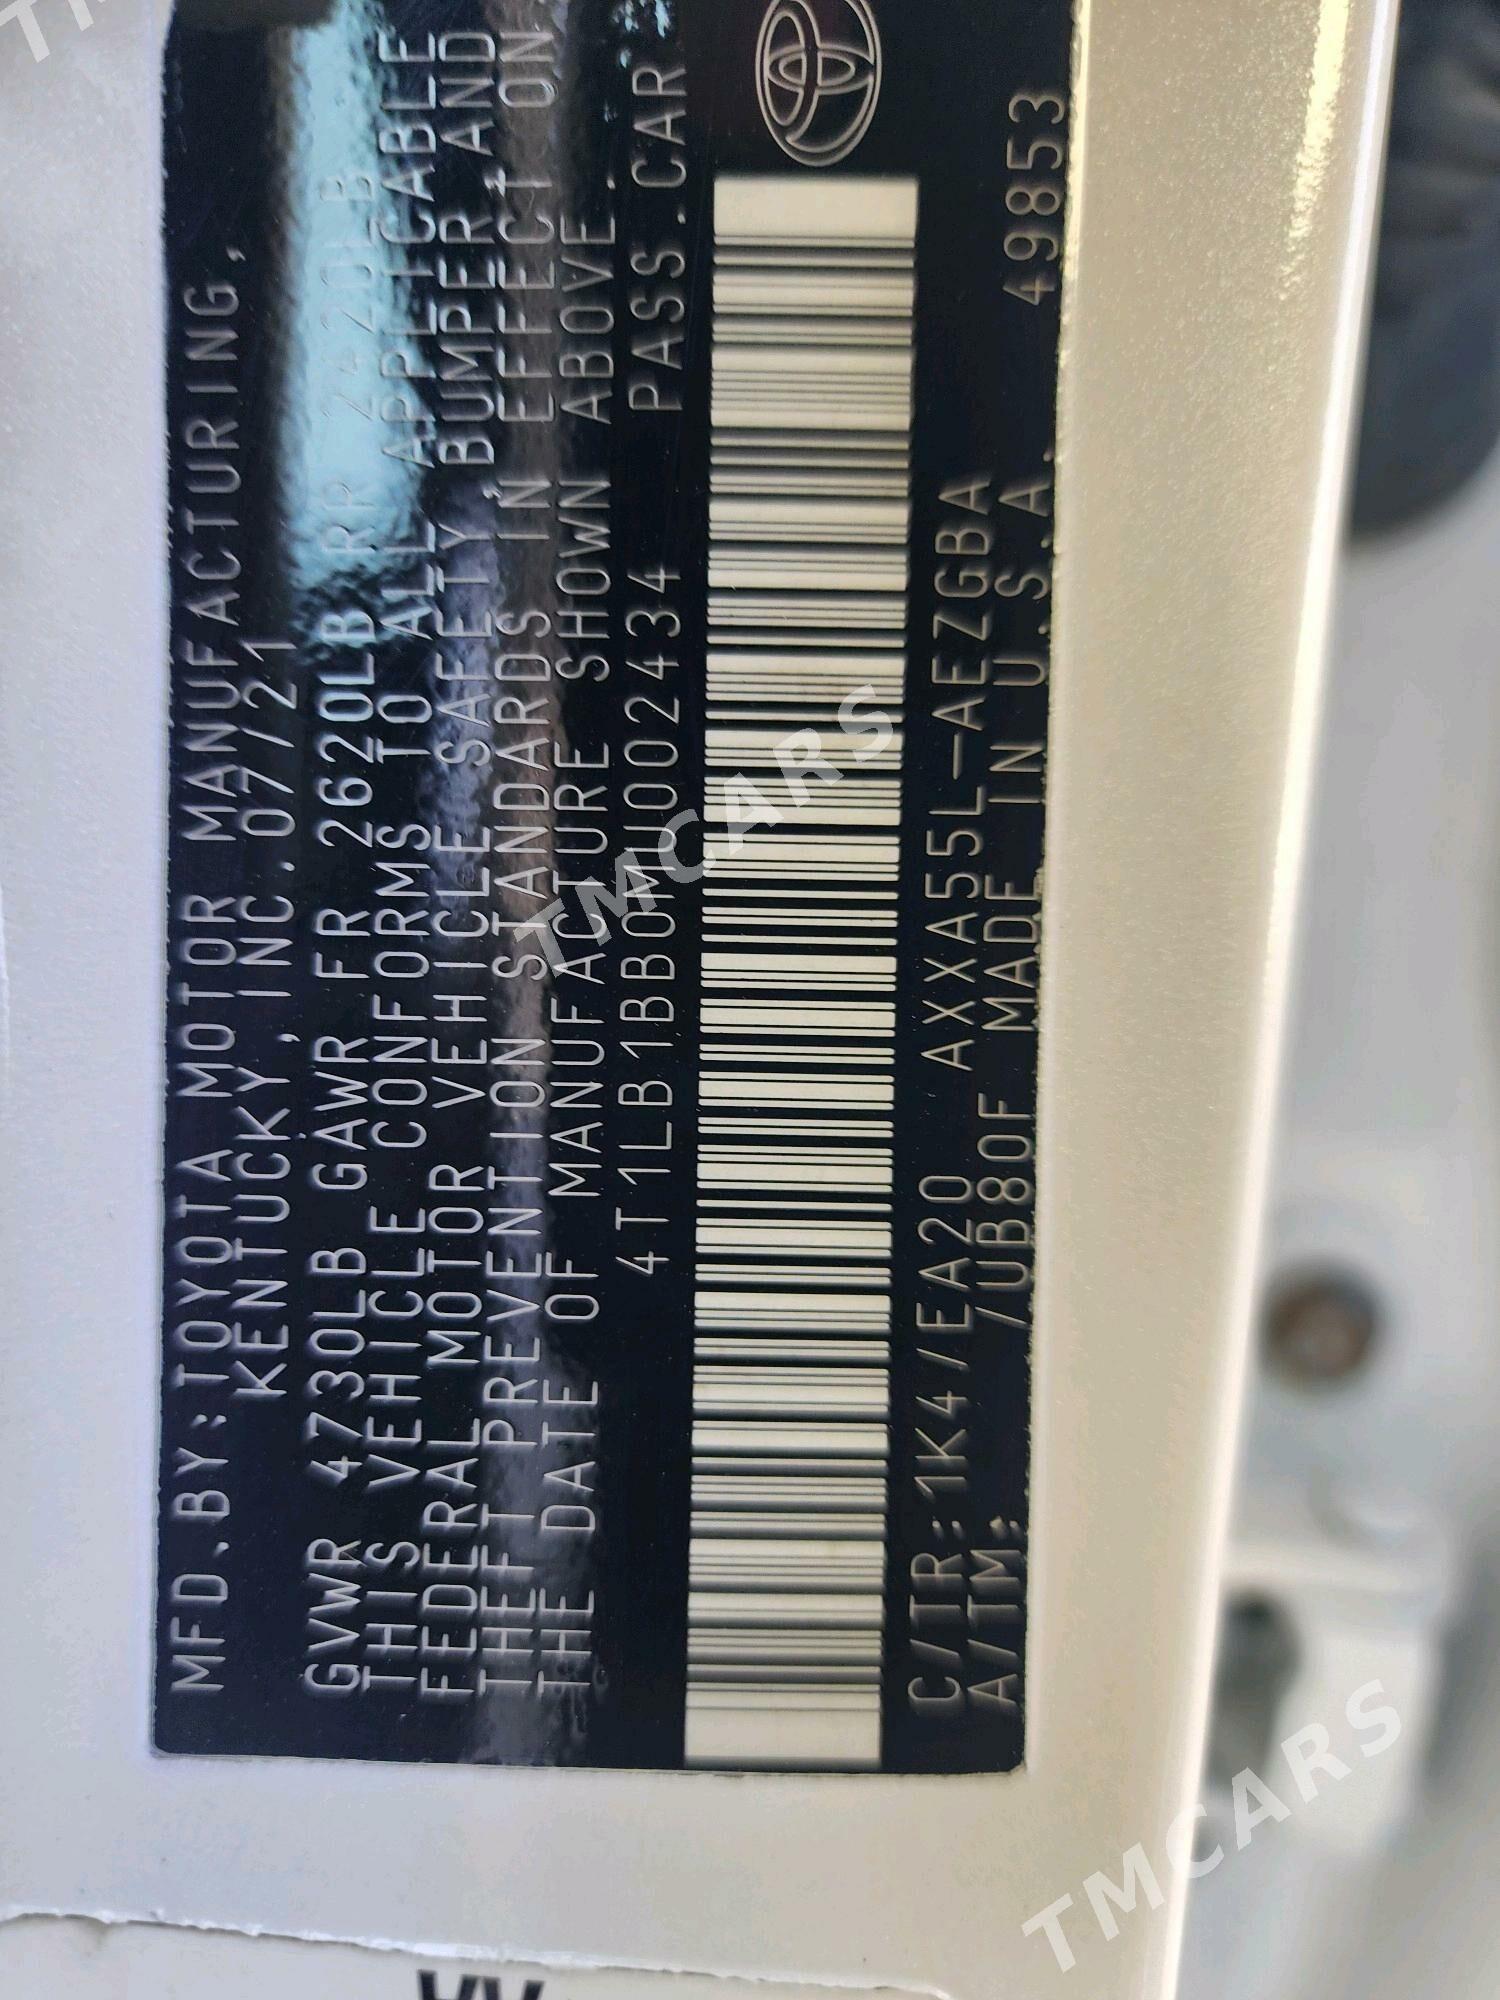 MFD.BY:TOYOTA MOTOR MANUFACTURING,
KENTUCKY,INC.07/21
GVWR 4730LB GAWR FR 2620LB RR 2420LB
THIS VEHICLE CONFORMS TO ALL APPLICABLE
FEDERAL MOTOR VEHICLE SAFETY,BUMPER AND
THEFT PREVENTION STANDARDS IN EFFECT ON
THE DATE OF MANUFACTURE SHOWN ABOVE.
4T1LB1BB0MU002434 PASS.CAR
C/TR:1K4/EA20 AXXA55L-AEZGBA
A/TM: /UB80F MADE IN U.S.A. 49853
TMCARS
TMCARS